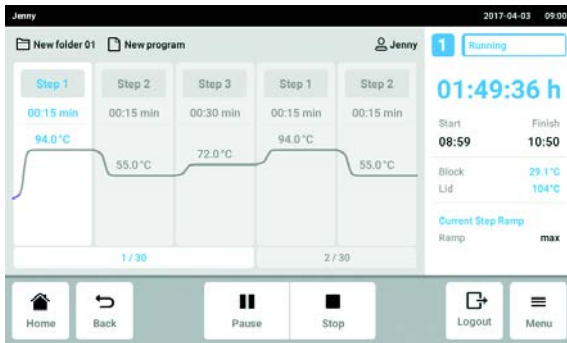 Jenny
2017-04-03 09:00
New folder 01 New program Jenny
1 Running
Step 1 Step 2 Step 3 Step 1 Step 2
00:15 min 00:15 min 00:30 min 00:15 min 00:15 min
94.0°C 55.0°C 72.0°C 94.0°C 55.0°C
1 / 30 2 / 30
01:49:36 h
Start Finish
08:59 10:50
Block 29.1°C
Lid 104°C
Current Step Ramp
Ramp max
Home Back Pause Stop Logout Menu